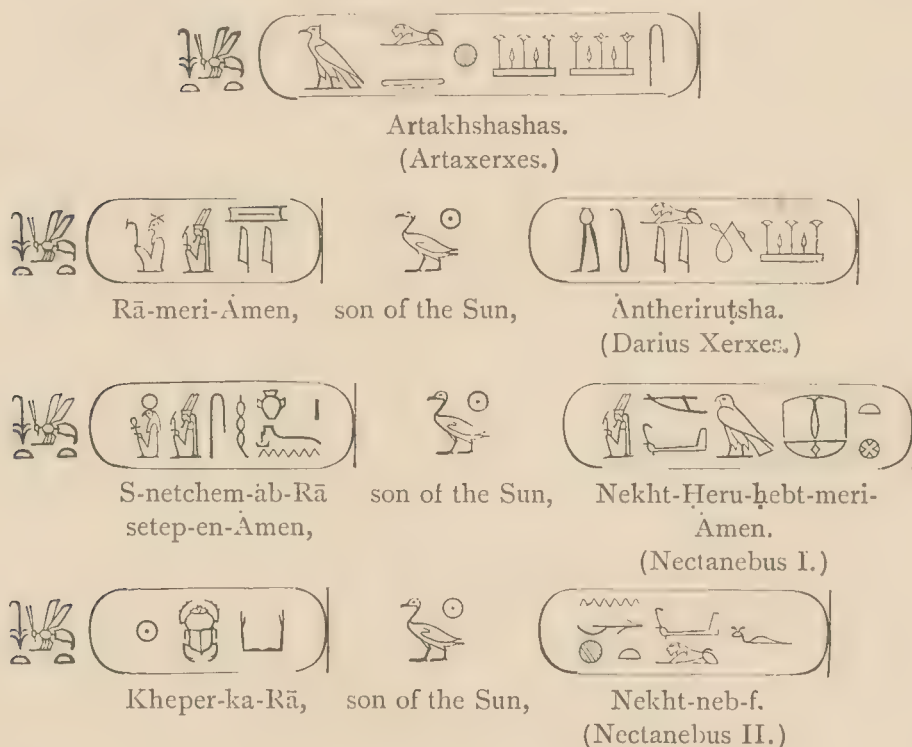 Artakhshashas.
(Artaxerxes.)
Rā-meri-Ȧmen, son of the Sun, Ȧntheriruṭsha.
(Darius Xerxes.)
S-netchem-ȧb-Rā son of the Sun, Nekht-Ḥeru-ḥebt-meri-
setep-en-Ȧmen, Ȧmen.
(Nectanebus I.)
Kheper-ka-Rā, son of the Sun, Nekht-neb-f.
(Nectanebus II.)